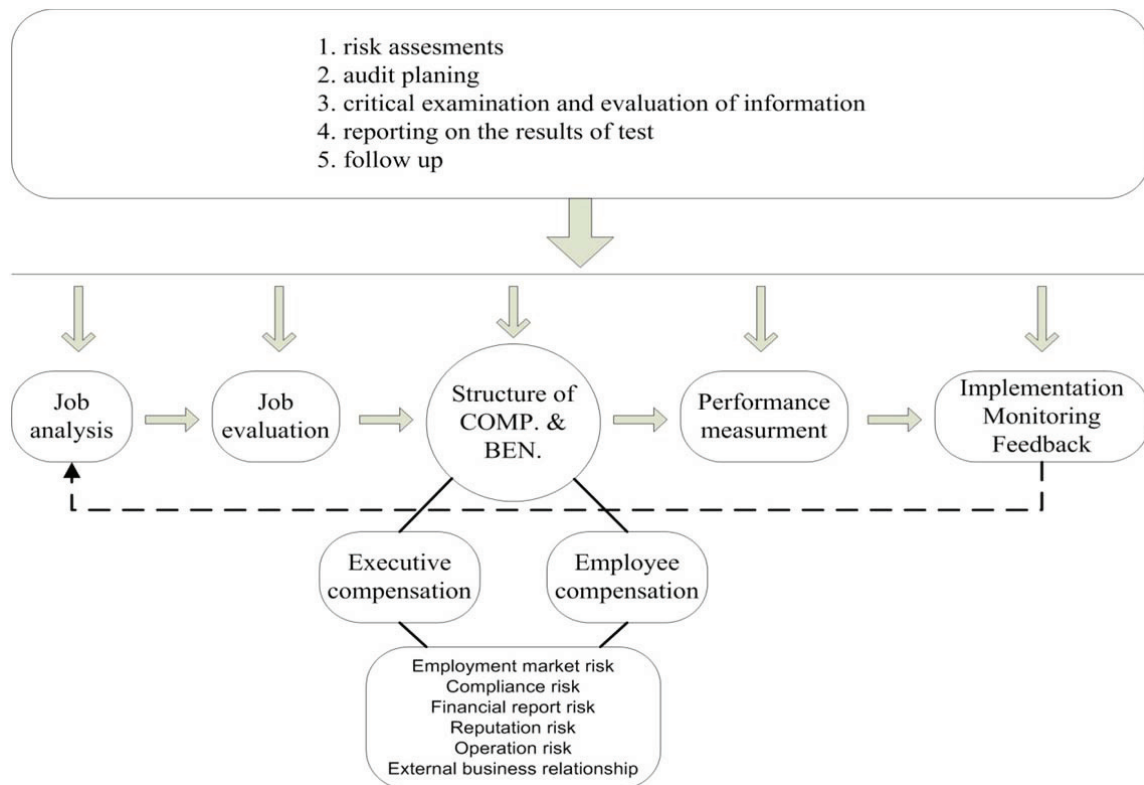 1. risk assesments
2. audit planing
3. critical examination and evaluation of information
4. reporting on the results of test
5. follow up
Job
analysis
Job
evaluation
Structure of
COMP. &
BEN.
Performance
measurment
Implementation
Monitoring
Feedback
Executive
compensation
Employee
compensation
Employment market risk
Compliance risk
Financial report risk
Reputation risk
Operation risk
External business relationship